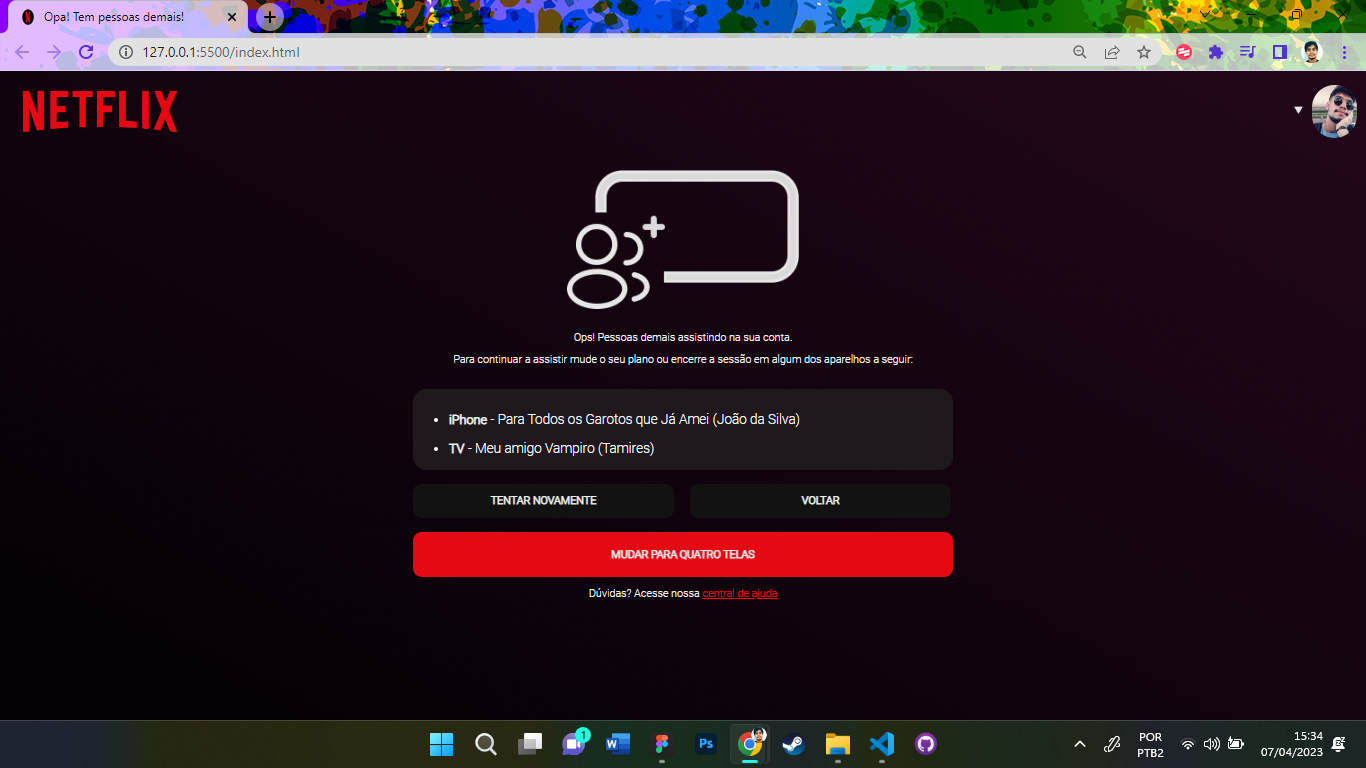 Opa! Tem pessoas demais!
127.0.0.1:5500/index.html
NETFLIX
Ops! Pessoas demais assistindo na sua conta.
Para continuar a assistir mude o seu plano ou encerre a sessão em algum dos aparelhos a seguir:
iPhone - Para Todos os Garotos que Já Amei (João da Silva)
TV - Meu amigo Vampiro (Tamires)
TENTAR NOVAMENTE
VOLTAR
MUDAR PARA QUATRO TELAS
Dúvidas? Acesse nossa central de ajuda
1
W
Ps
POR
PTB2
15:34
07/04/2023